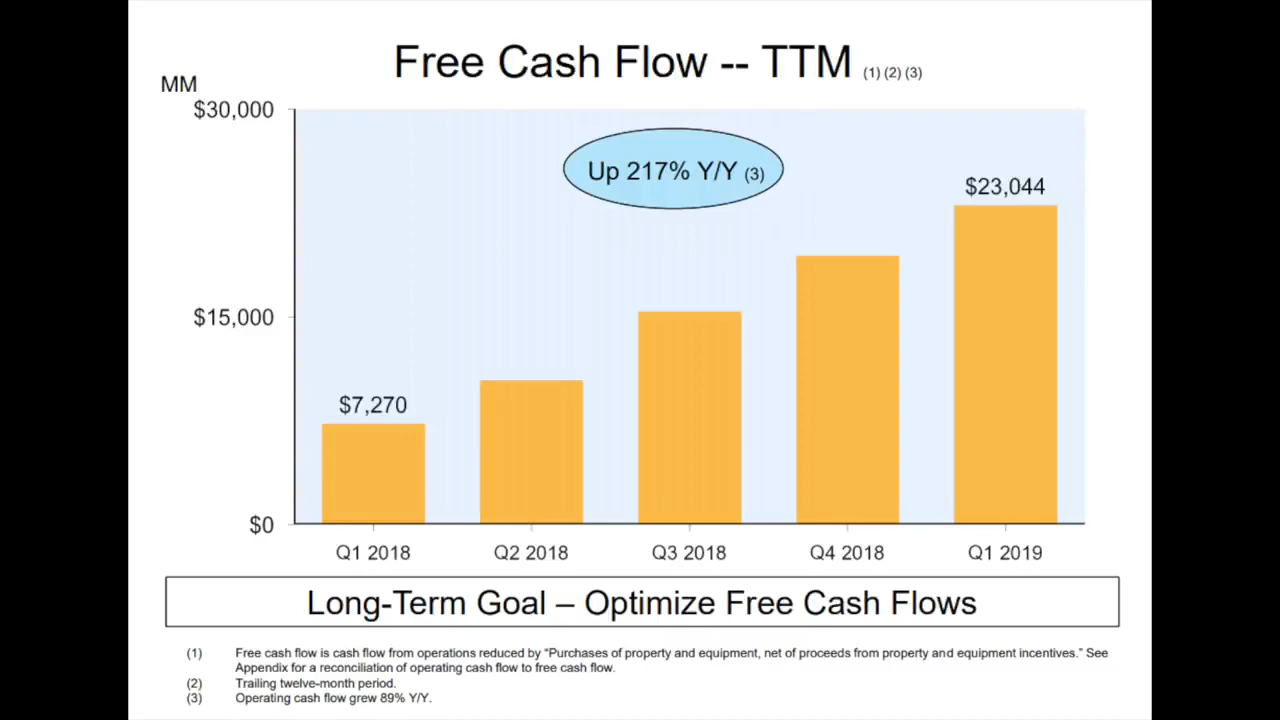 Free Cash Flow -- TTM (1) (2) (3)
MM
$30,000
Up 217% Y/Y (3)
$23,044
$15,000
$7,270
$0
Q1 2018 Q2 2018 Q3 2018 Q4 2018 Q1 2019
Long-Term Goal – Optimize Free Cash Flows
(1) Free cash flow is cash flow from operations reduced by “Purchases of property and equipment, net of proceeds from property and equipment incentives.” See
Appendix for a reconciliation of operating cash flow to free cash flow.
(2) Trailing twelve-month period.
(3) Operating cash flow grew 89% Y/Y.